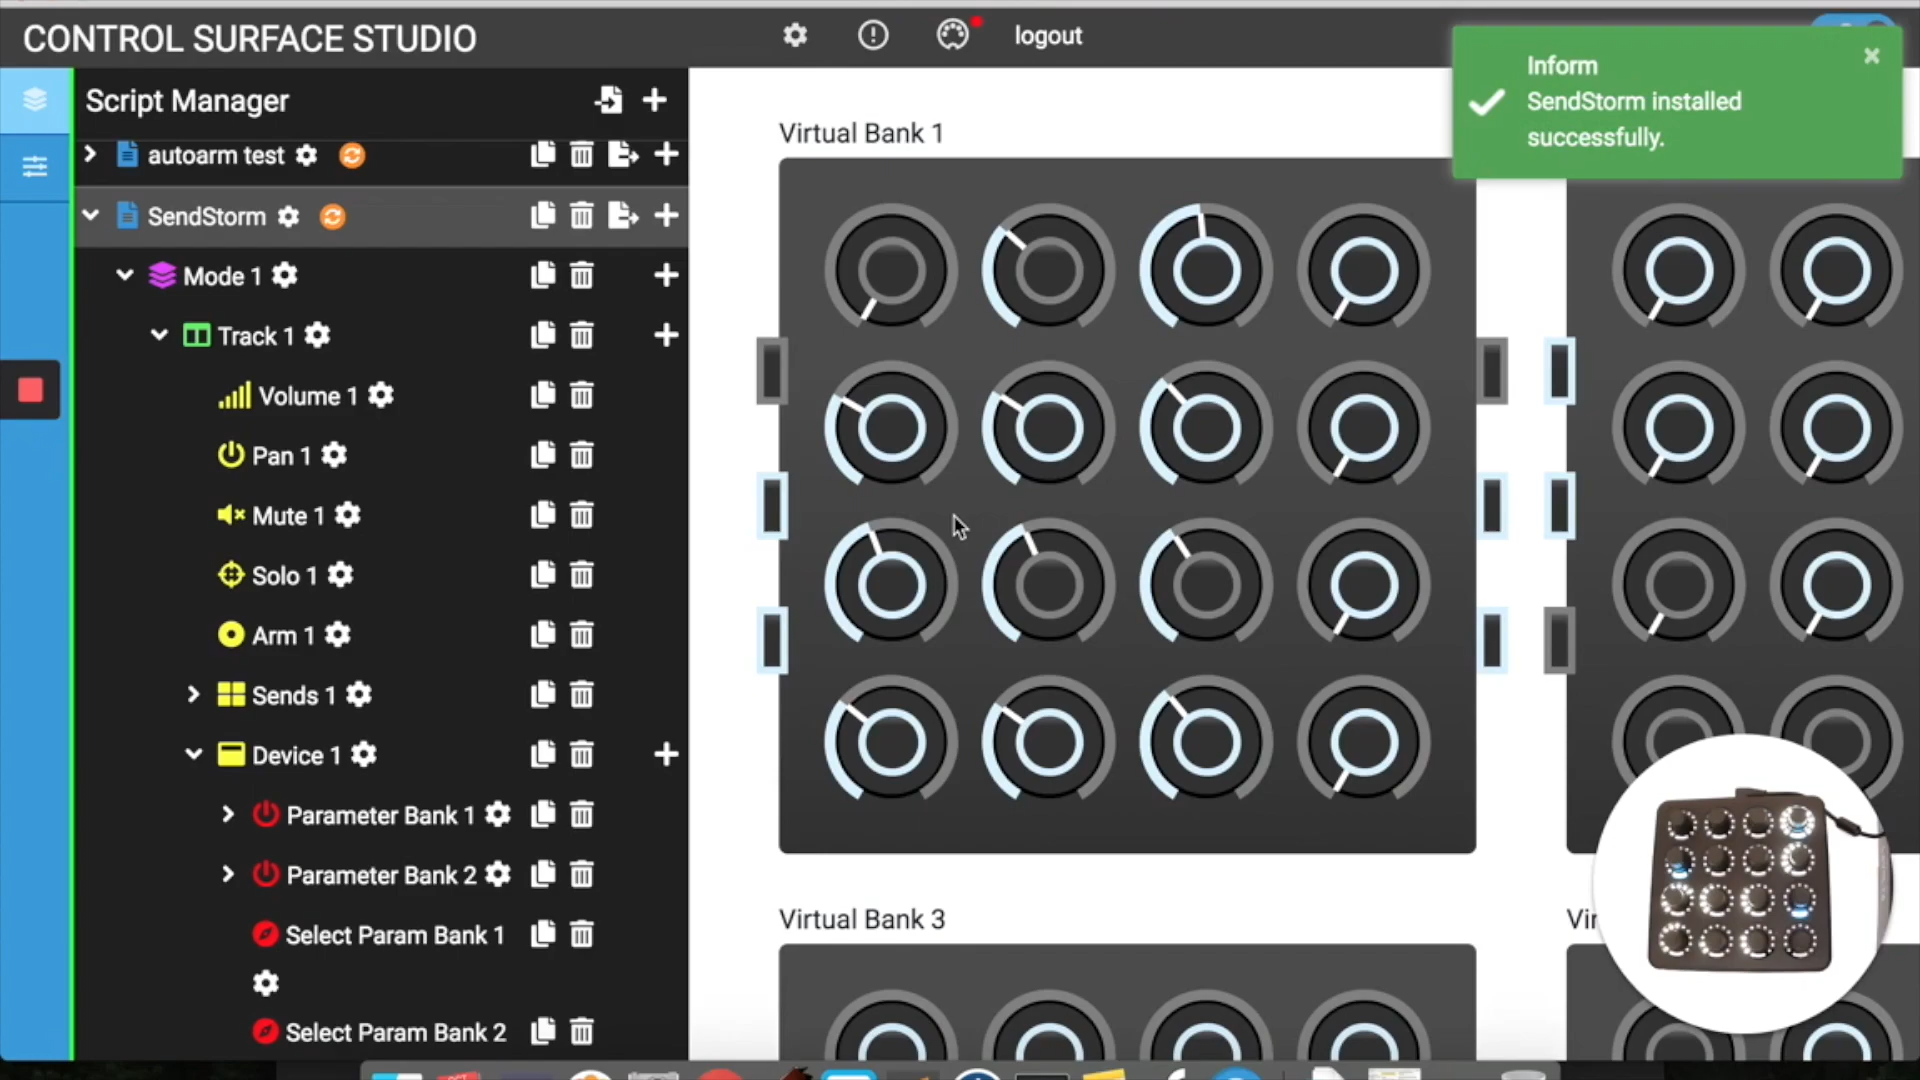 CONTROL SURFACE STUDIO
logout
Inform
SendStorm installed
successfully.
Script Manager
autoarm test
SendStorm
Mode 1
Track 1
Volume 1
Pan 1
Mute 1
Solo 1
Arm 1
Sends 1
Device 1
Parameter Bank 1
Parameter Bank 2
Select Param Bank 1
Select Param Bank 2
Virtual Bank 1
Virtual Bank 3
Vir